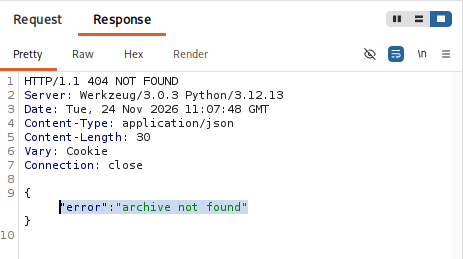 Request Response
Pretty Raw Hex Render \n
1 HTTP/1.1 404 NOT FOUND
2 Server: Werkzeug/3.0.3 Python/3.12.13
3 Date: Tue, 24 Nov 2026 11:07:48 GMT
4 Content-Type: application/json
5 Content-Length: 30
6 Vary: Cookie
7 Connection: close
8
9 {
"error":"archive not found"
}
10